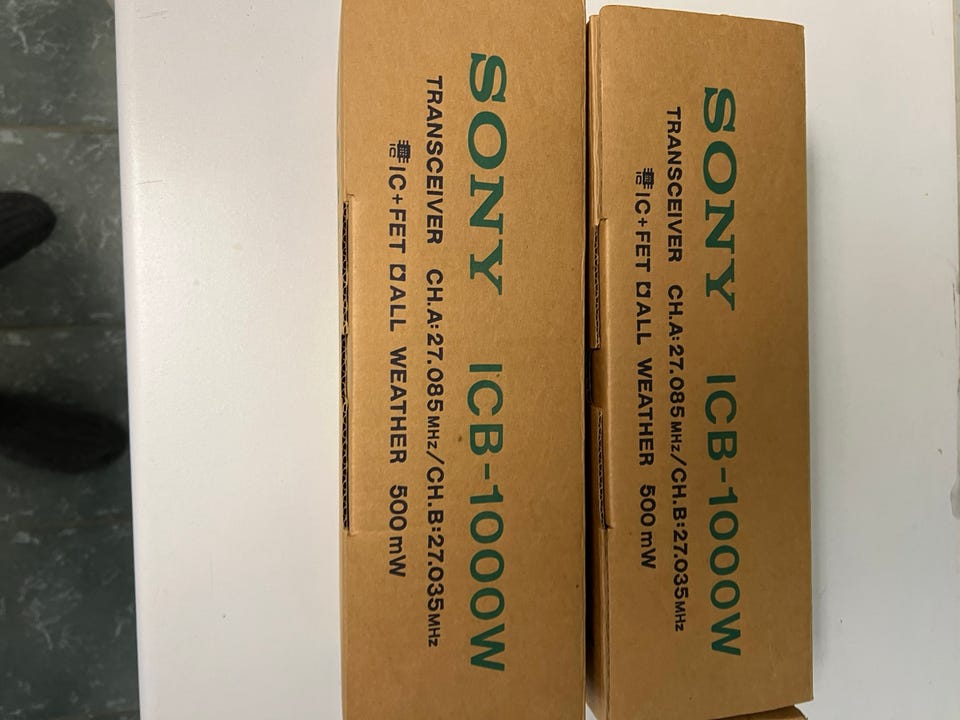 SONY ICB-1000W
TRANSCEIVER CH.A:27.085MHz/CH.B:27.035MHz
IC+FET ALL WEATHER 500mW
SONY ICB-1000W
TRANSCEIVER CH.A:27.085MHz/CH.B:27.035MHz
IC+FET ALL WEATHER 500mW